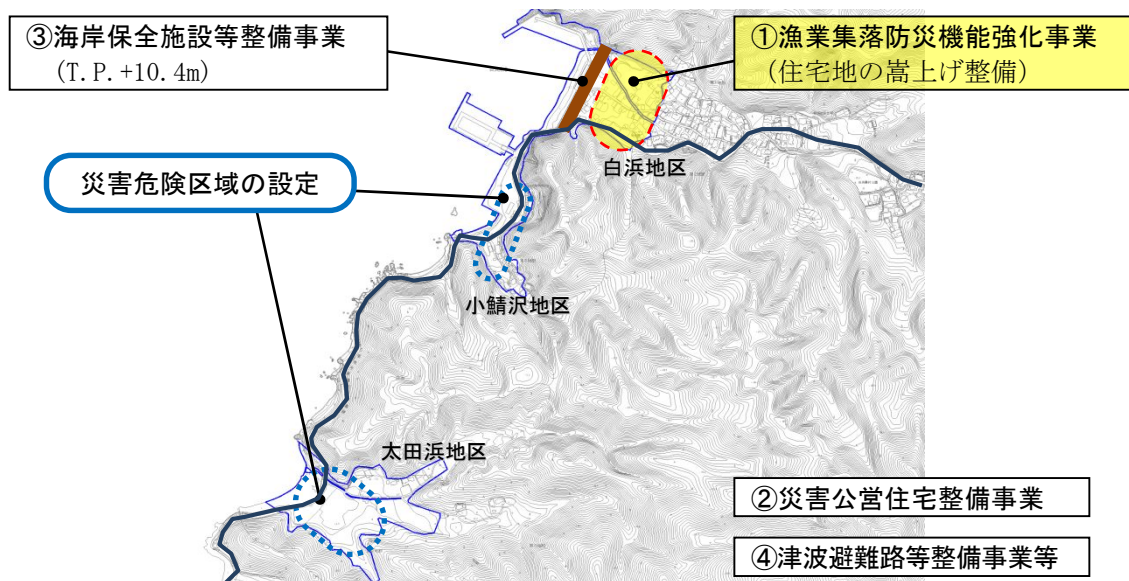 ③海岸保全施設等整備事業
(T.P.+10.4m)
①漁業集落防災機能強化事業
(住宅地の嵩上げ整備)
白浜地区
災害危険区域の設定
小鯖沢地区
太田浜地区
②災害公営住宅整備事業
④津波避難路等整備事業等